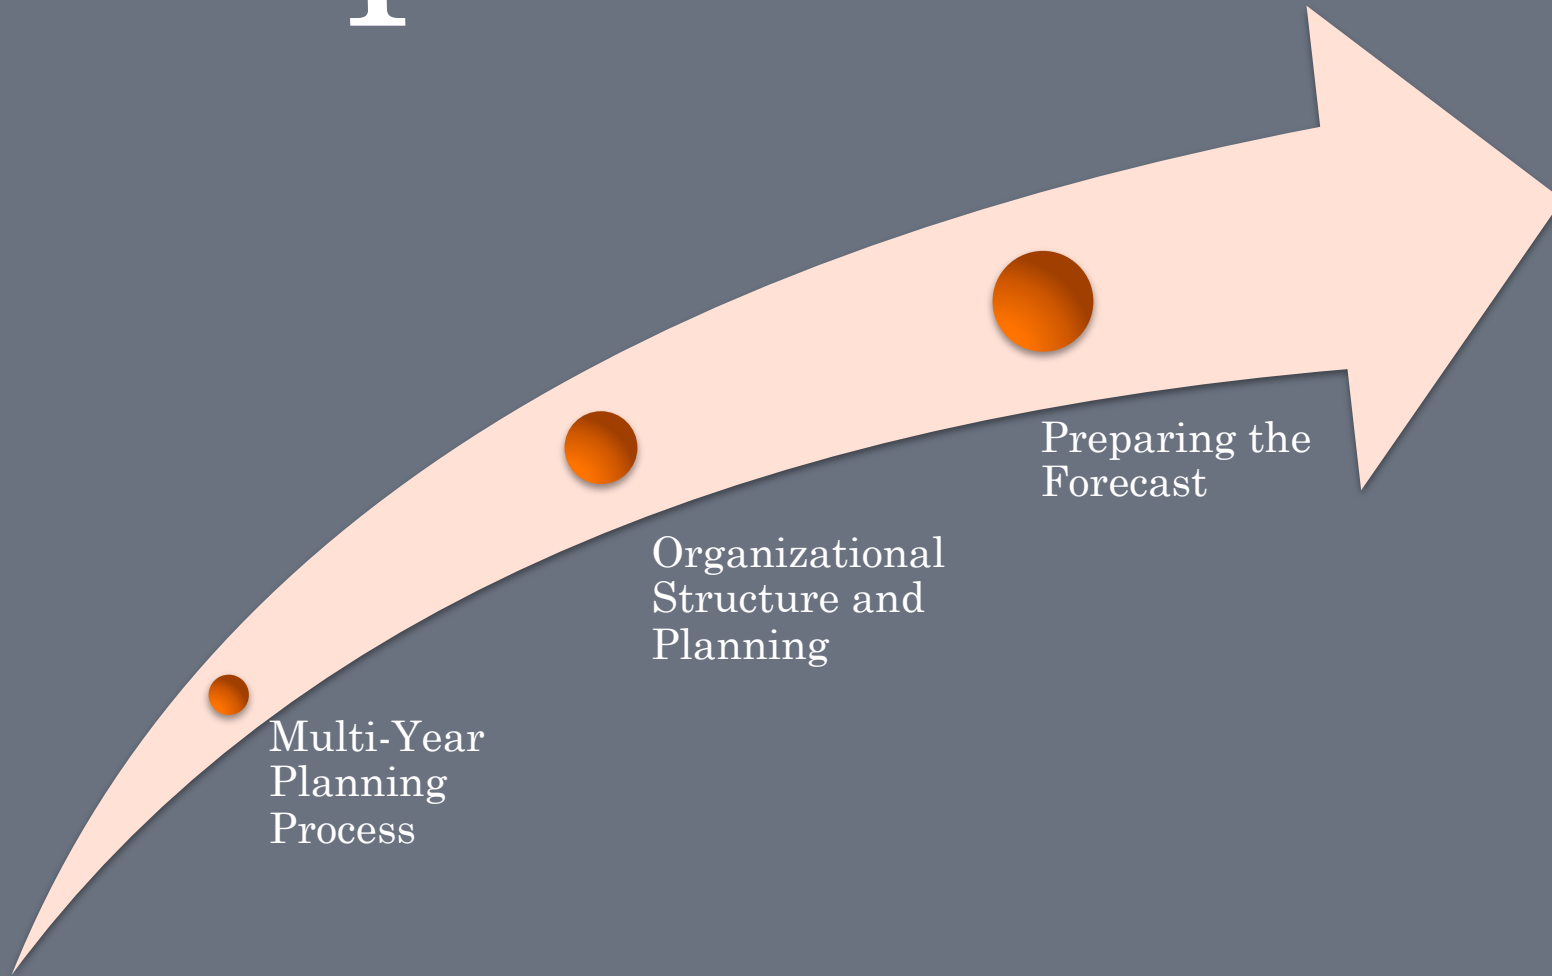 Multi-Year
Planning
Process
Organizational
Structure and
Planning
Preparing the
Forecast